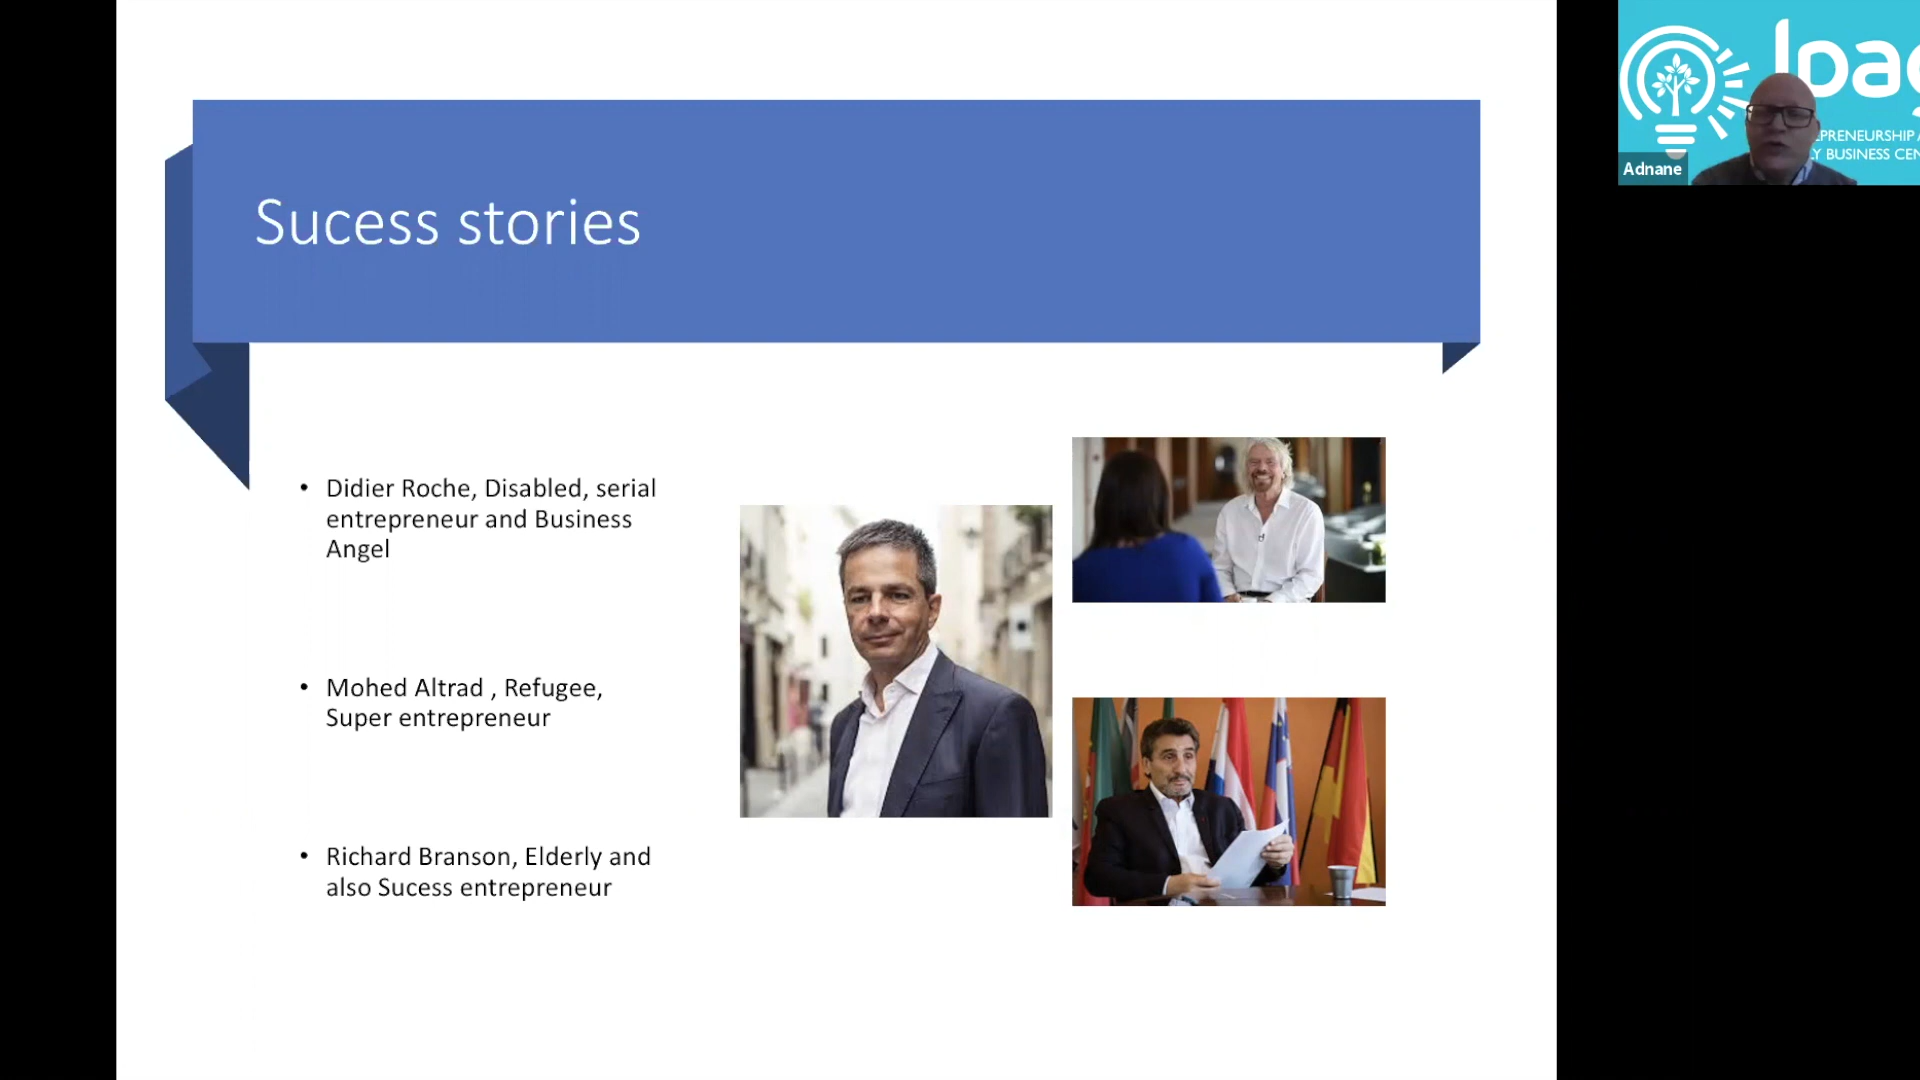 Sucess stories
• Didier Roche, Disabled, serial
entrepreneur and Business
Angel
• Mohed Altrad , Refugee,
Super entrepreneur
• Richard Branson, Elderly and
also Sucess entrepreneur
Adnane
BUSINESS